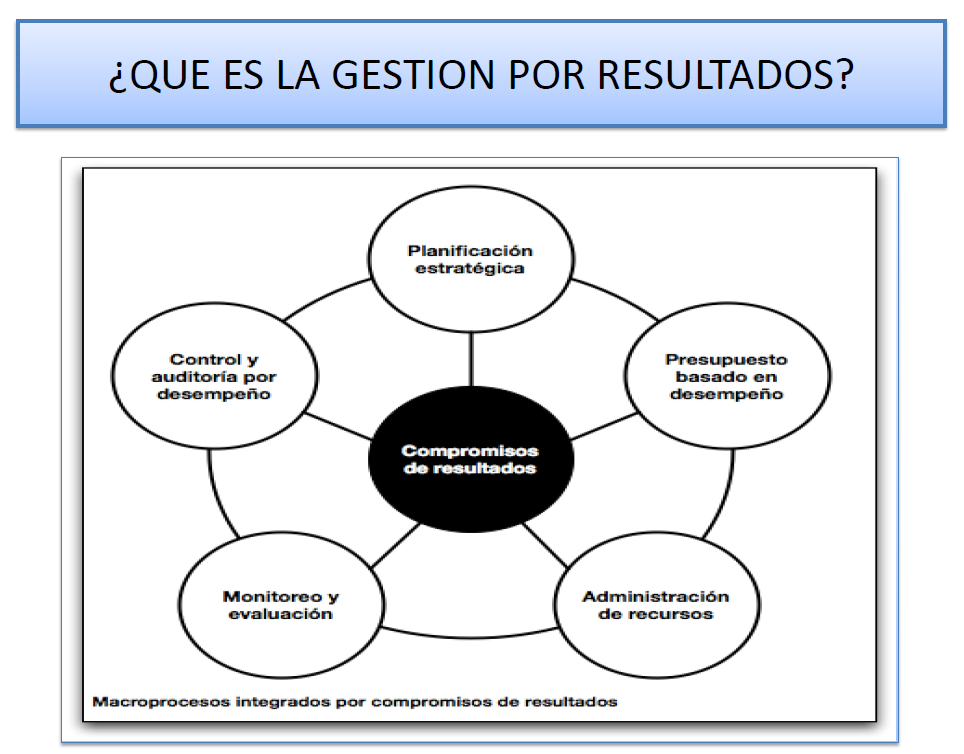 ¿QUE ES LA GESTION POR RESULTADOS?
Planificación
estratégica
Control y
auditoría por
desempeño
Presupuesto
basado en
desempeño
Compromisos
de resultados
Monitoreo y
evaluación
Administración
de recursos
Macroprocesos integrados por compromisos de resultados